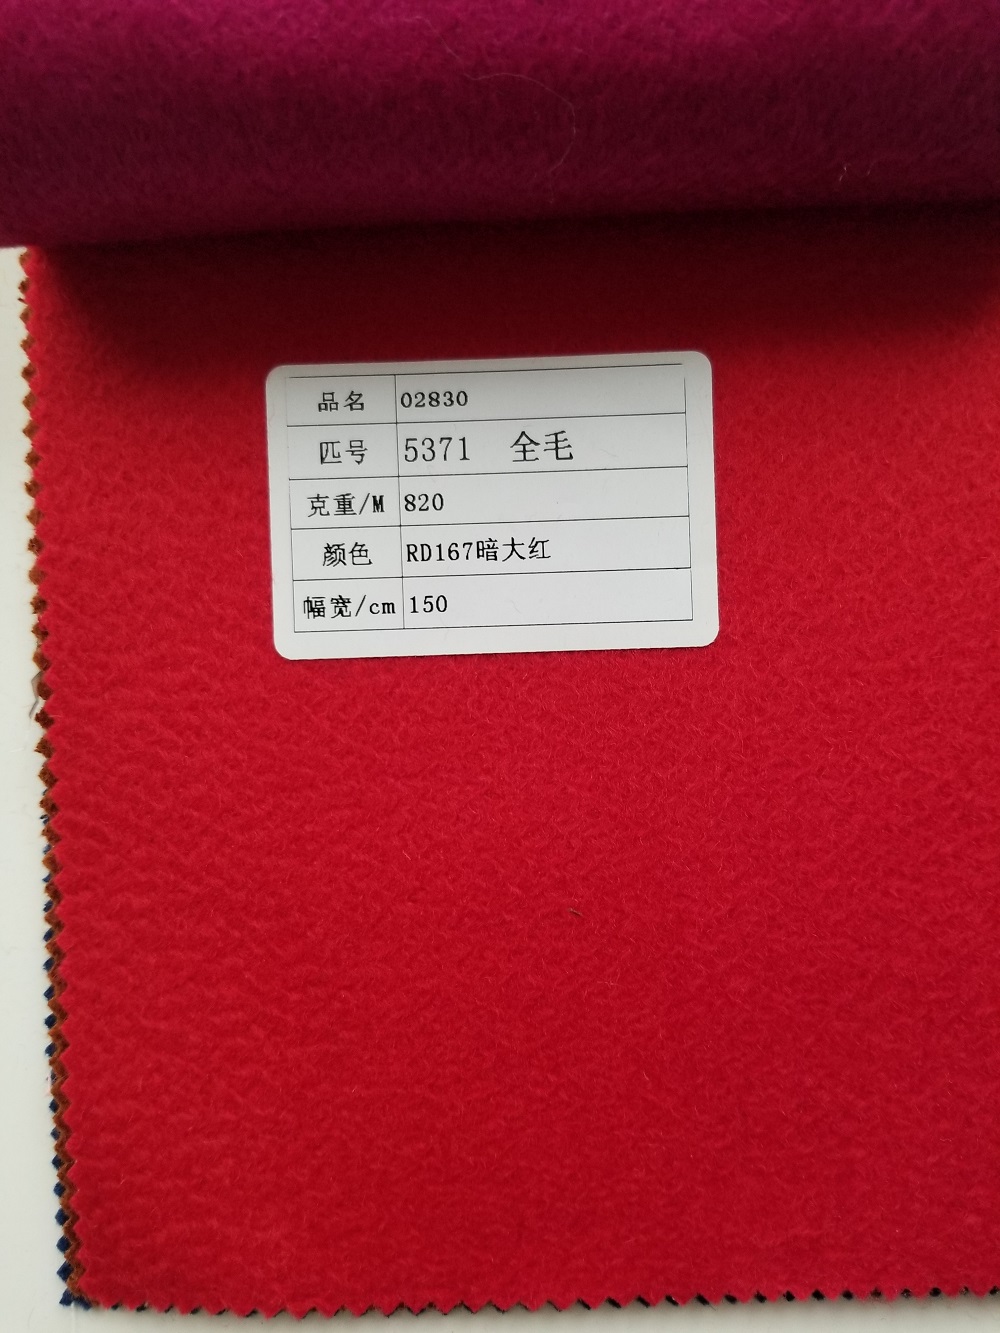 品名 02830
匹号 5371 全毛
克重/M 820
颜色 RD167暗大红
幅宽/cm 150